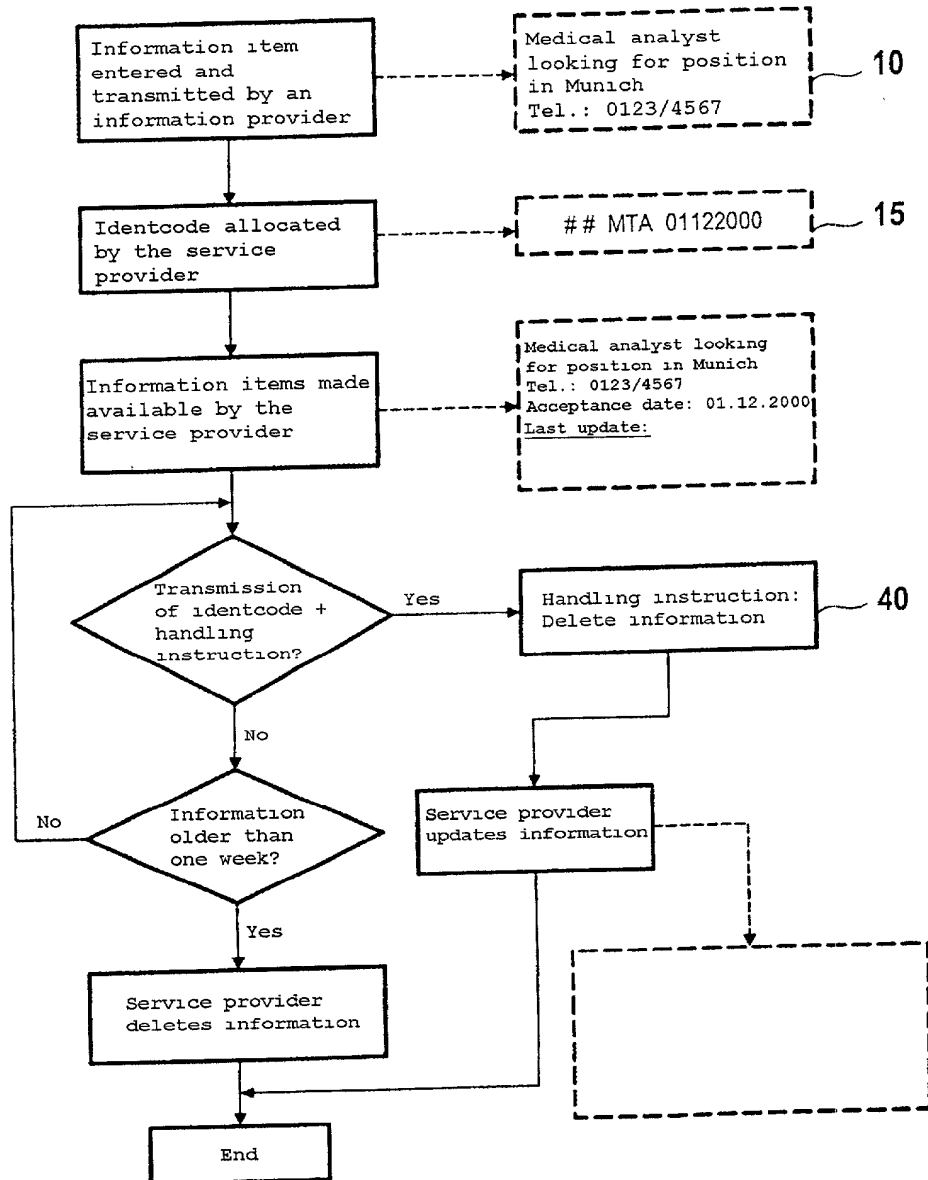 Information item
entered and
transmitted by an
information provider
Medical analyst
looking for position
in Munich
Tel.: 0123/4567
10
Identcode allocated
by the service
provider
## MTA 01122000
15
Information items made
available by the
service provider
Medical analyst looking
for position in Munich
Tel.: 0123/4567
Acceptance date: 01.12.2000
Last update:
Transmission
of identcode +
handling
instruction?
Yes
Handling instruction:
Delete information
40
No
Information
older than
one week?
No
Service provider
updates information
Yes
Service provider
deletes information
End